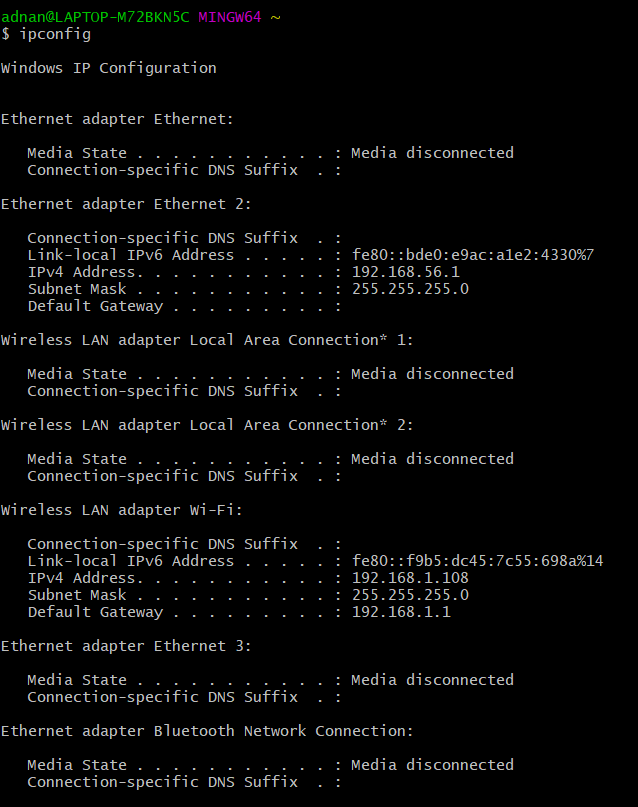 adnan@LAPTOP-M72BKN5C MINGW64 ~
$ ipconfig
Windows IP Configuration
Ethernet adapter Ethernet:
Media State . . . . . . . . . . . : Media disconnected
Connection-specific DNS Suffix  . :
Ethernet adapter Ethernet 2:
Connection-specific DNS Suffix  . :
Link-local IPv6 Address . . . . . : fe80::bde0:e9ac:a1e2:4330%7
IPv4 Address. . . . . . . . . . . : 192.168.56.1
Subnet Mask . . . . . . . . . . . : 255.255.255.0
Default Gateway . . . . . . . . . :
Wireless LAN adapter Local Area Connection* 1:
Media State . . . . . . . . . . . : Media disconnected
Connection-specific DNS Suffix  . :
Wireless LAN adapter Local Area Connection* 2:
Media State . . . . . . . . . . . : Media disconnected
Connection-specific DNS Suffix  . :
Wireless LAN adapter Wi-Fi:
Connection-specific DNS Suffix  . :
Link-local IPv6 Address . . . . . : fe80::f9b5:dc45:7c55:698a%14
IPv4 Address. . . . . . . . . . . : 192.168.1.108
Subnet Mask . . . . . . . . . . . : 255.255.255.0
Default Gateway . . . . . . . . . : 192.168.1.1
Ethernet adapter Ethernet 3:
Media State . . . . . . . . . . . : Media disconnected
Connection-specific DNS Suffix  . :
Ethernet adapter Bluetooth Network Connection:
Media State . . . . . . . . . . . : Media disconnected
Connection-specific DNS Suffix  . :